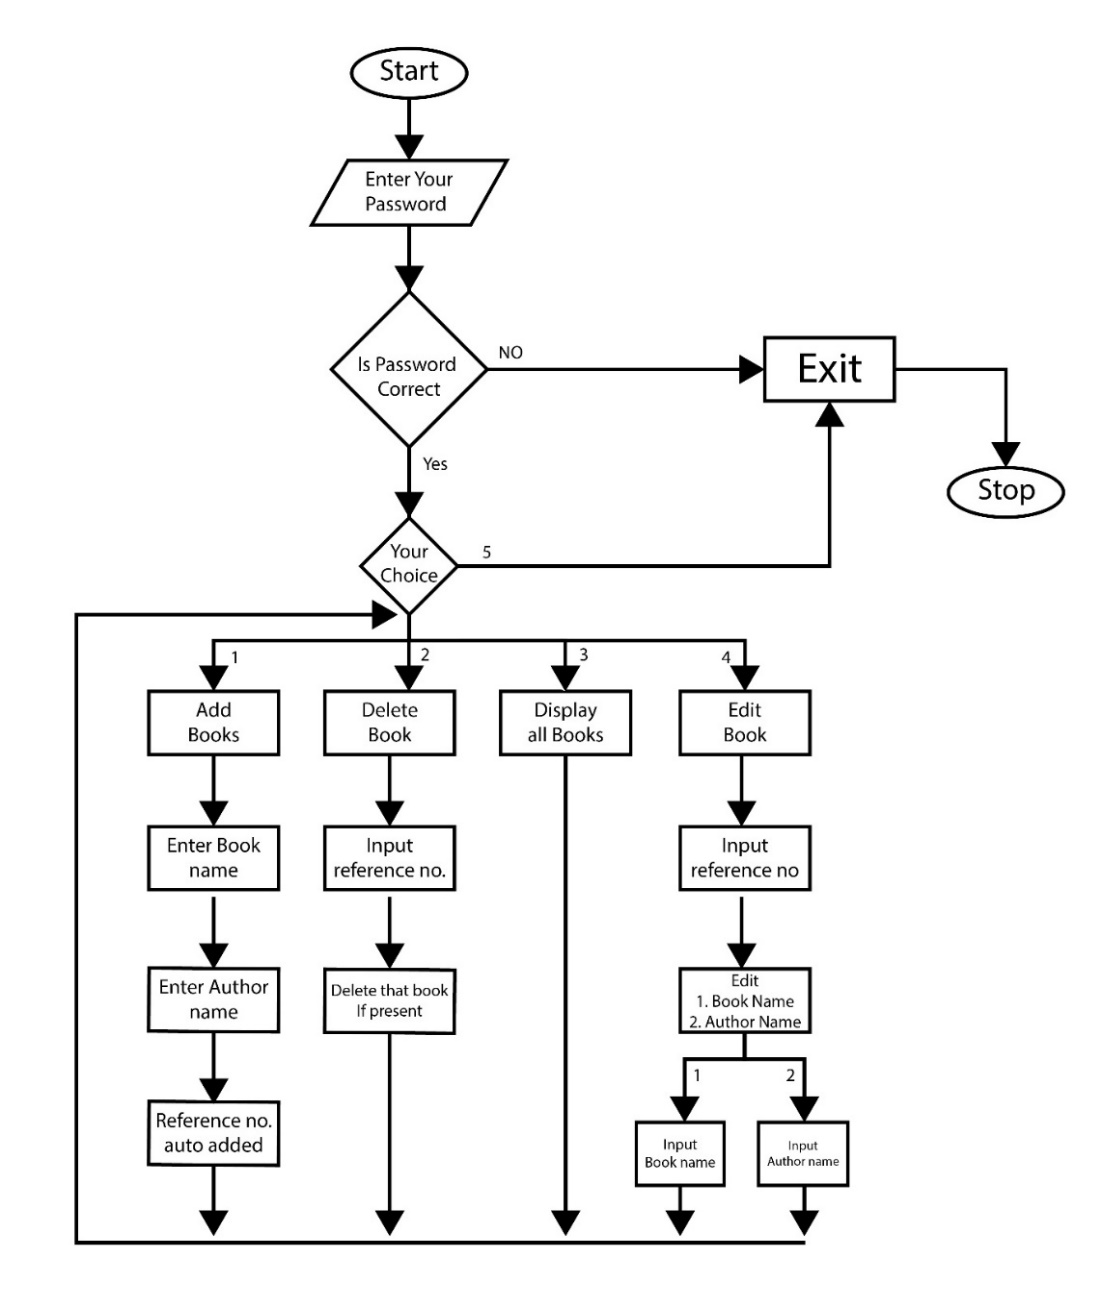 Start
Enter Your
Password
Is Password
Correct
NO
Exit
Yes
Stop
Your
Choice
5
1
2
3
4
Add
Books
Delete
Book
Display
all Books
Edit
Book
Enter Book
name
Input
reference no.
Input
reference no
Enter Author
name
Delete that book
If present
Edit
1. Book Name
2. Author Name
1
2
Reference no.
auto added
Input
Book name
Input
Author name